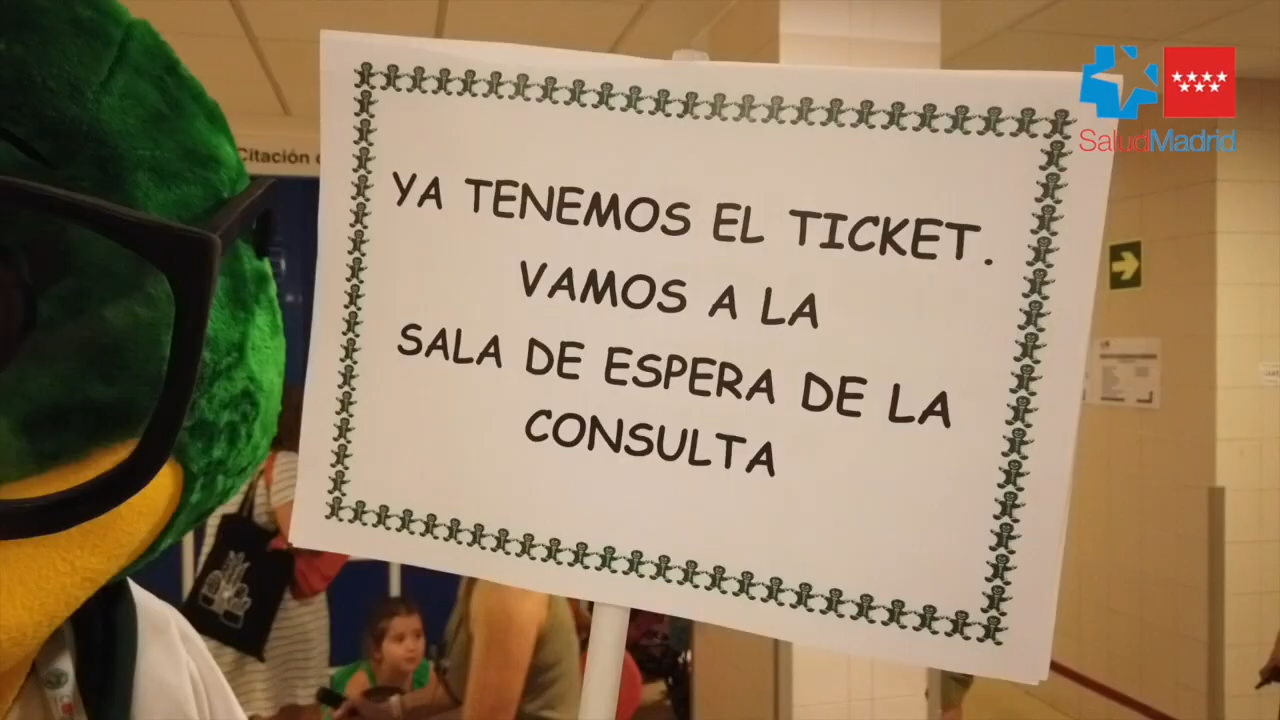 SaludMadrid
Citación
YA TENEMOS EL TICKET.
VAMOS A LA
SALA DE ESPERA DE LA
CONSULTA